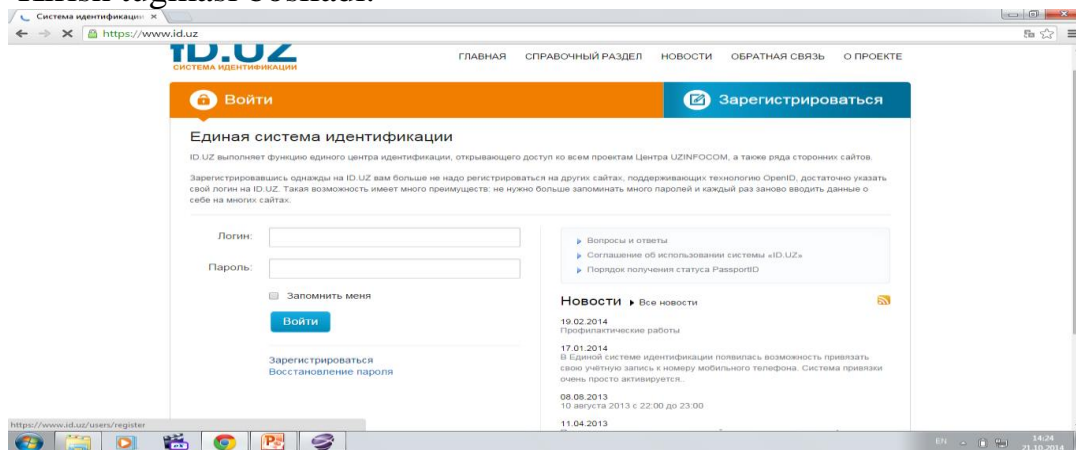 Система идентификации
https://www.id.uz
ID.UZ
СИСТЕМА ИДЕНТИФИКАЦИИ
ГЛАВНАЯ СПРАВОЧНЫЙ РАЗДЕЛ НОВОСТИ ОБРАТНАЯ СВЯЗЬ О ПРОЕКТЕ
Войти
Зарегистрироваться
Единая система идентификации
ID.UZ выполняет функцию единого центра идентификации, открывающего доступ ко всем проектам Центра UZINFOCOM, а также ряда сторонних сайтов.
Зарегистрировавшись однажды на ID.UZ вам больше не надо регистрироваться на других сайтах, поддерживающих технологию OpenID, достаточно указать
свой логин на ID.UZ. Такая возможность имеет много преимуществ: не нужно больше запоминать много паролей и каждый раз заново вводить данные о
себе на многих сайтах.
Логин:
Пароль:
Запомнить меня
Войти
Зарегистрироваться
Восстановление пароля
Вопросы и ответы
Соглашение об использовании системы «ID.UZ»
Порядок получения статуса PassportID
Новости Все новости
19.02.2014
Профилактические работы
17.01.2014
В Единой системе идентификации появилась возможность привязать
свою учётную запись к номеру мобильного телефона. Система привязки
очень просто активируется..
08.08.2013
10 августа 2013 с 22:00 до 23:00
11.04.2013
https://www.id.uz/users/register
EN 14:24
21.10.2014